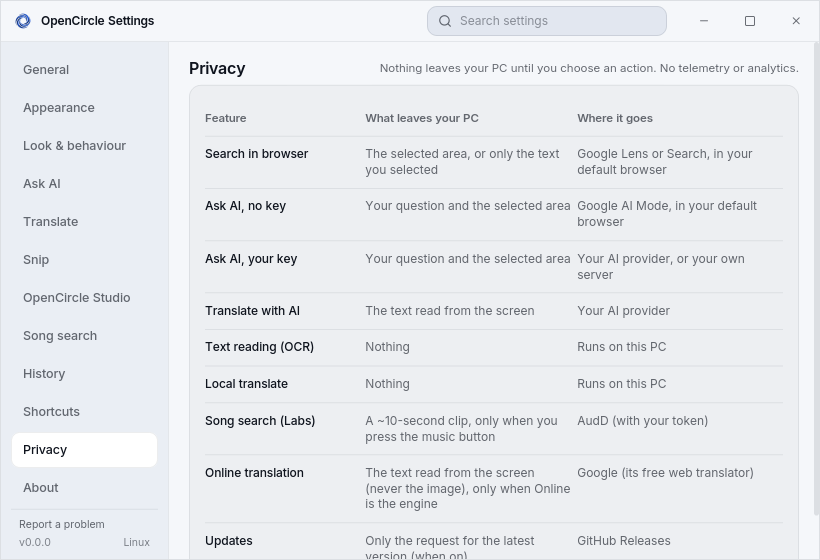 OpenCircle Settings
Search settings
General
Appearance
Look & behaviour
Ask AI
Translate
Snip
OpenCircle Studio
Song search
History
Shortcuts
Privacy
About
Report a problem
v0.0.0 Linux
Privacy
Nothing leaves your PC until you choose an action. No telemetry or analytics.
Feature What leaves your PC Where it goes
Search in browser
The selected area, or only the text
you selected
Google Lens or Search, in your
default browser
Ask AI, no key
Your question and the selected area
Google AI Mode, in your default
browser
Ask AI, your key
Your question and the selected area
Your AI provider, or your own
server
Translate with AI
The text read from the screen
Your AI provider
Text reading (OCR)
Nothing
Runs on this PC
Local translate
Nothing
Runs on this PC
Song search (Labs)
A ~10-second clip, only when you
press the music button
AudD (with your token)
Online translation
The text read from the screen
(never the image), only when Online
is the engine
Google (its free web translator)
Updates
Only the request for the latest
version (when on)
GitHub Releases